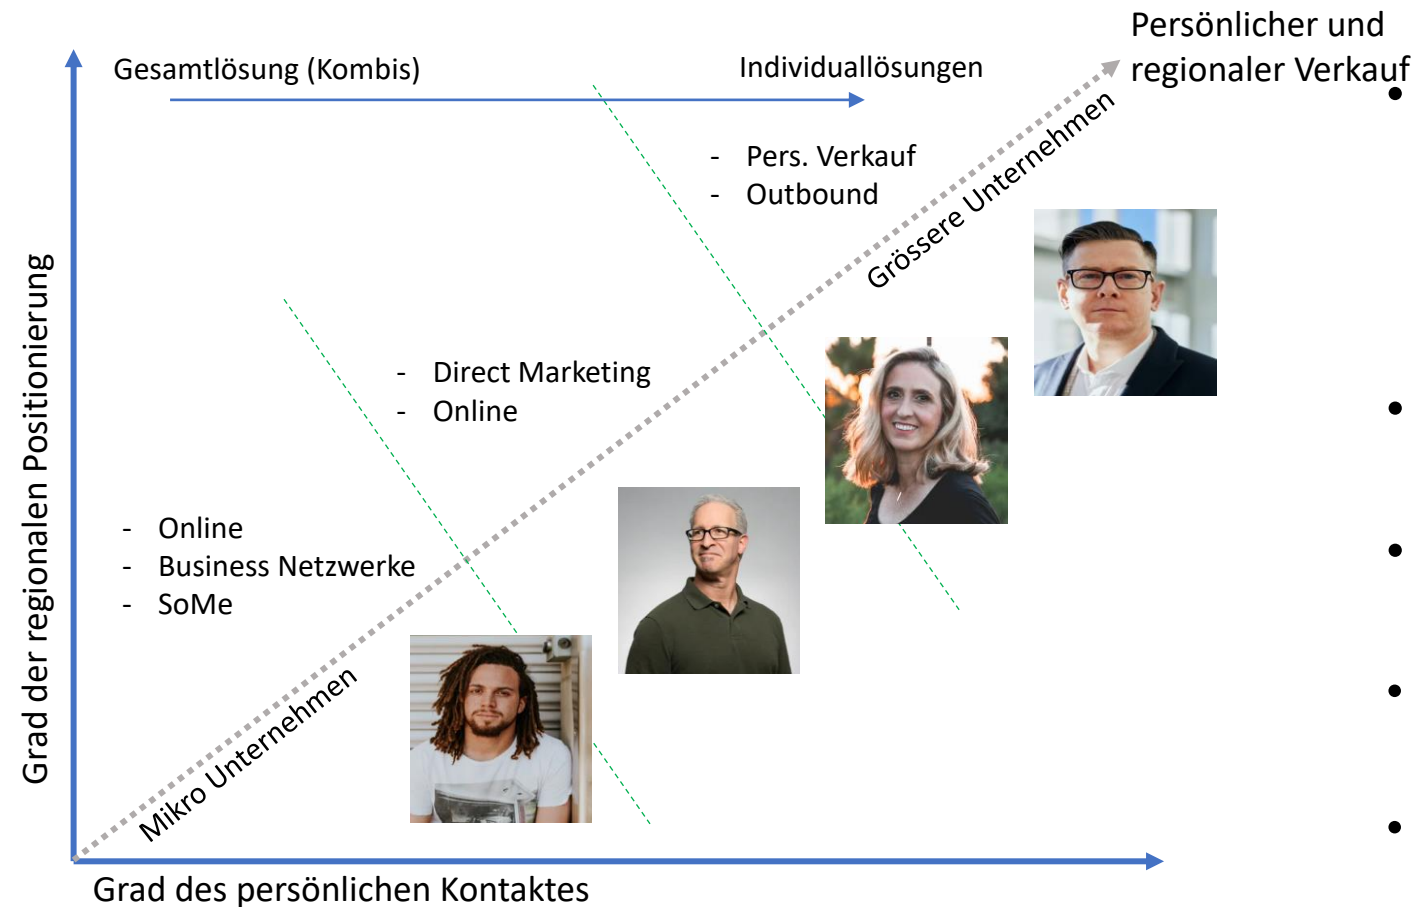 Persönlicher und
regionaler Verkauf
Gesamtlösung (Kombis)
Individuallösungen
- Pers. Verkauf
- Outbound
Grössere Unternehmen
Grad der regionalen Positionierung
- Direct Marketing
- Online
- Online
- Business Netzwerke
- SoMe
Mikro Unternehmen
Grad des persönlichen Kontaktes